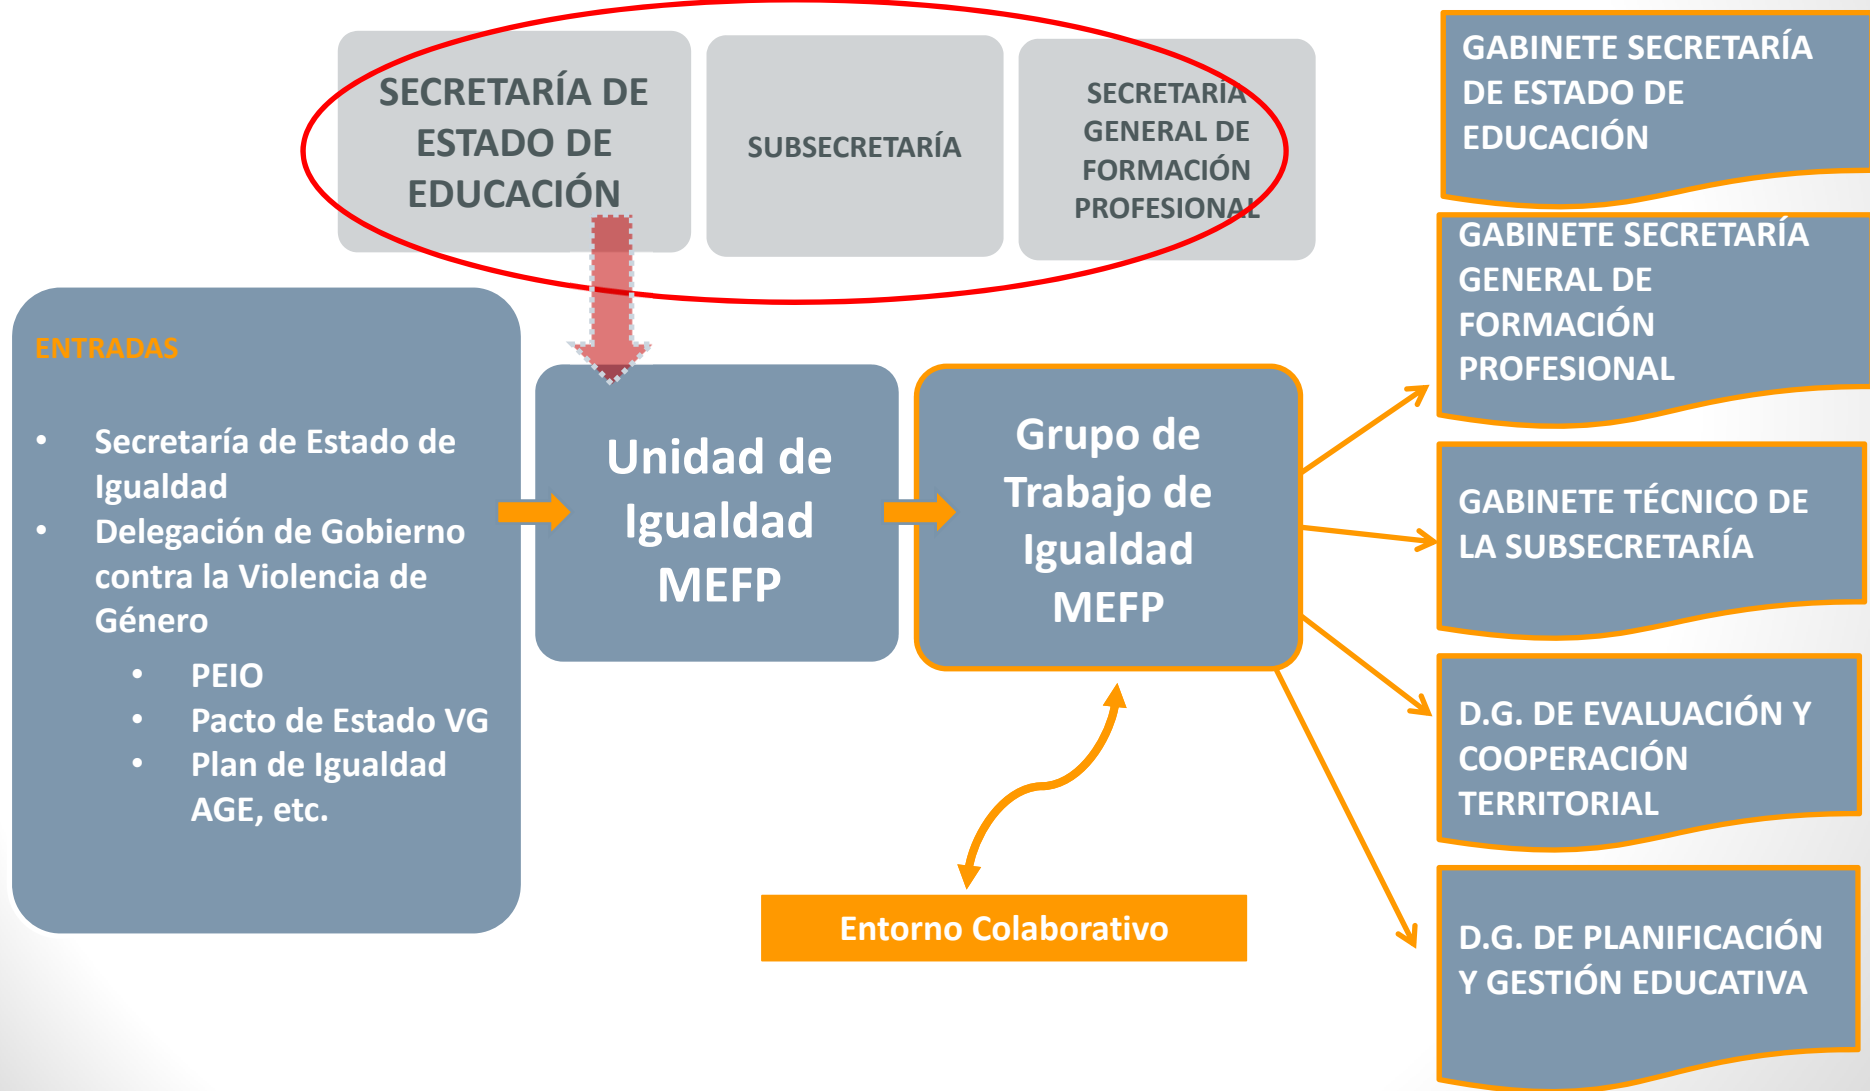 SECRETARÍA DE
ESTADO DE
EDUCACIÓN
SUBSECRETARÍA
SECRETARÍA
GENERAL DE
FORMACIÓN
PROFESIONAL
ENTRADAS
• Secretaría de Estado de
Igualdad
• Delegación de Gobierno
contra la Violencia de
Género
• PEIO
• Pacto de Estado VG
• Plan de Igualdad
AGE, etc.
Unidad de
Igualdad
MEFP
Grupo de
Trabajo de
Igualdad
MEFP
Entorno Colaborativo
GABINETE SECRETARÍA
DE ESTADO DE
EDUCACIÓN
GABINETE SECRETARÍA
GENERAL DE
FORMACIÓN
PROFESIONAL
GABINETE TÉCNICO DE
LA SUBSECRETARÍA
D.G. DE EVALUACIÓN Y
COOPERACIÓN
TERRITORIAL
D.G. DE PLANIFICACIÓN
Y GESTIÓN EDUCATIVA